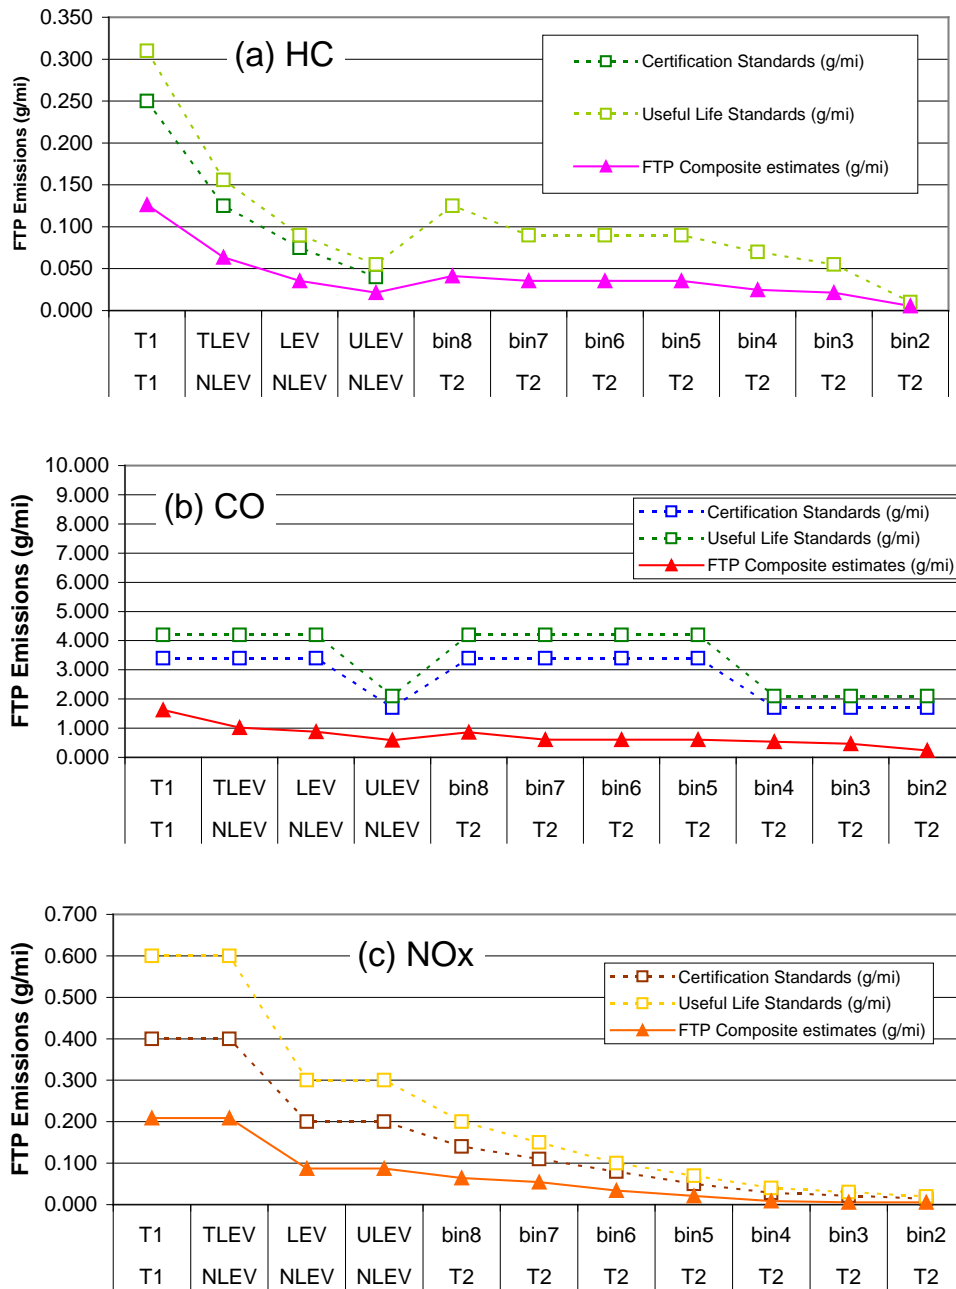 (a) HC
FTP Emissions (g/mi)
0.350
0.300
0.250
0.200
0.150
0.100
0.050
0.000
Certification Standards (g/mi)
Useful Life Standards (g/mi)
FTP Composite estimates (g/mi)
T1 TLEV LEV ULEV bin8 bin7 bin6 bin5 bin4 bin3 bin2
T1 NLEV NLEV NLEV T2 T2 T2 T2 T2 T2 T2
(b) CO
FTP Emissions (g/mi)
10.000
9.000
8.000
7.000
6.000
5.000
4.000
3.000
2.000
1.000
0.000
Certification Standards (g/mi)
Useful Life Standards (g/mi)
FTP Composite estimates (g/mi)
T1 TLEV LEV ULEV bin8 bin7 bin6 bin5 bin4 bin3 bin2
T1 NLEV NLEV NLEV T2 T2 T2 T2 T2 T2 T2
(c) NOx
FTP Emissions (g/mi)
0.700
0.600
0.500
0.400
0.300
0.200
0.100
0.000
Certification Standards (g/mi)
Useful Life Standards (g/mi)
FTP Composite estimates (g/mi)
T1 TLEV LEV ULEV bin8 bin7 bin6 bin5 bin4 bin3 bin2
T1 NLEV NLEV NLEV T2 T2 T2 T2 T2 T2 T2